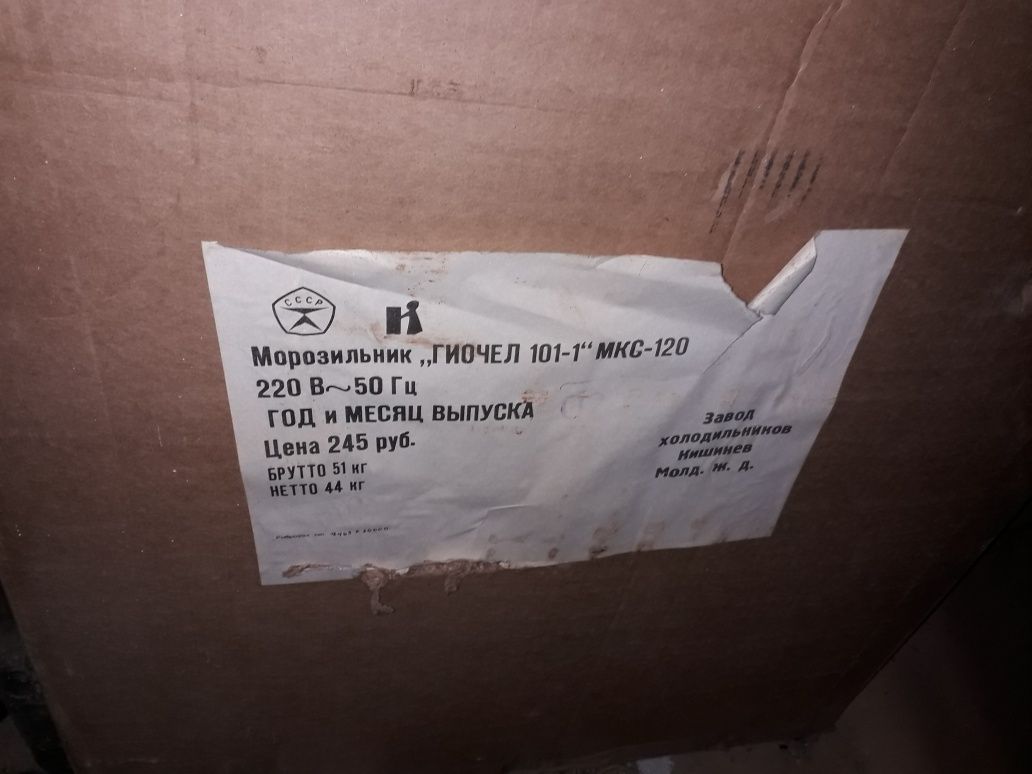 СССР
Морозильник „ГИОЧЕЛ 101-1“ МКС-120
220 В~50 Гц
ГОД и МЕСЯЦ ВЫПУСКА
Цена 245 руб.
БРУТТО 51 кг
НЕТТО 44 кг
Завод
холодильников
Кишинев
Молд. ж. д.